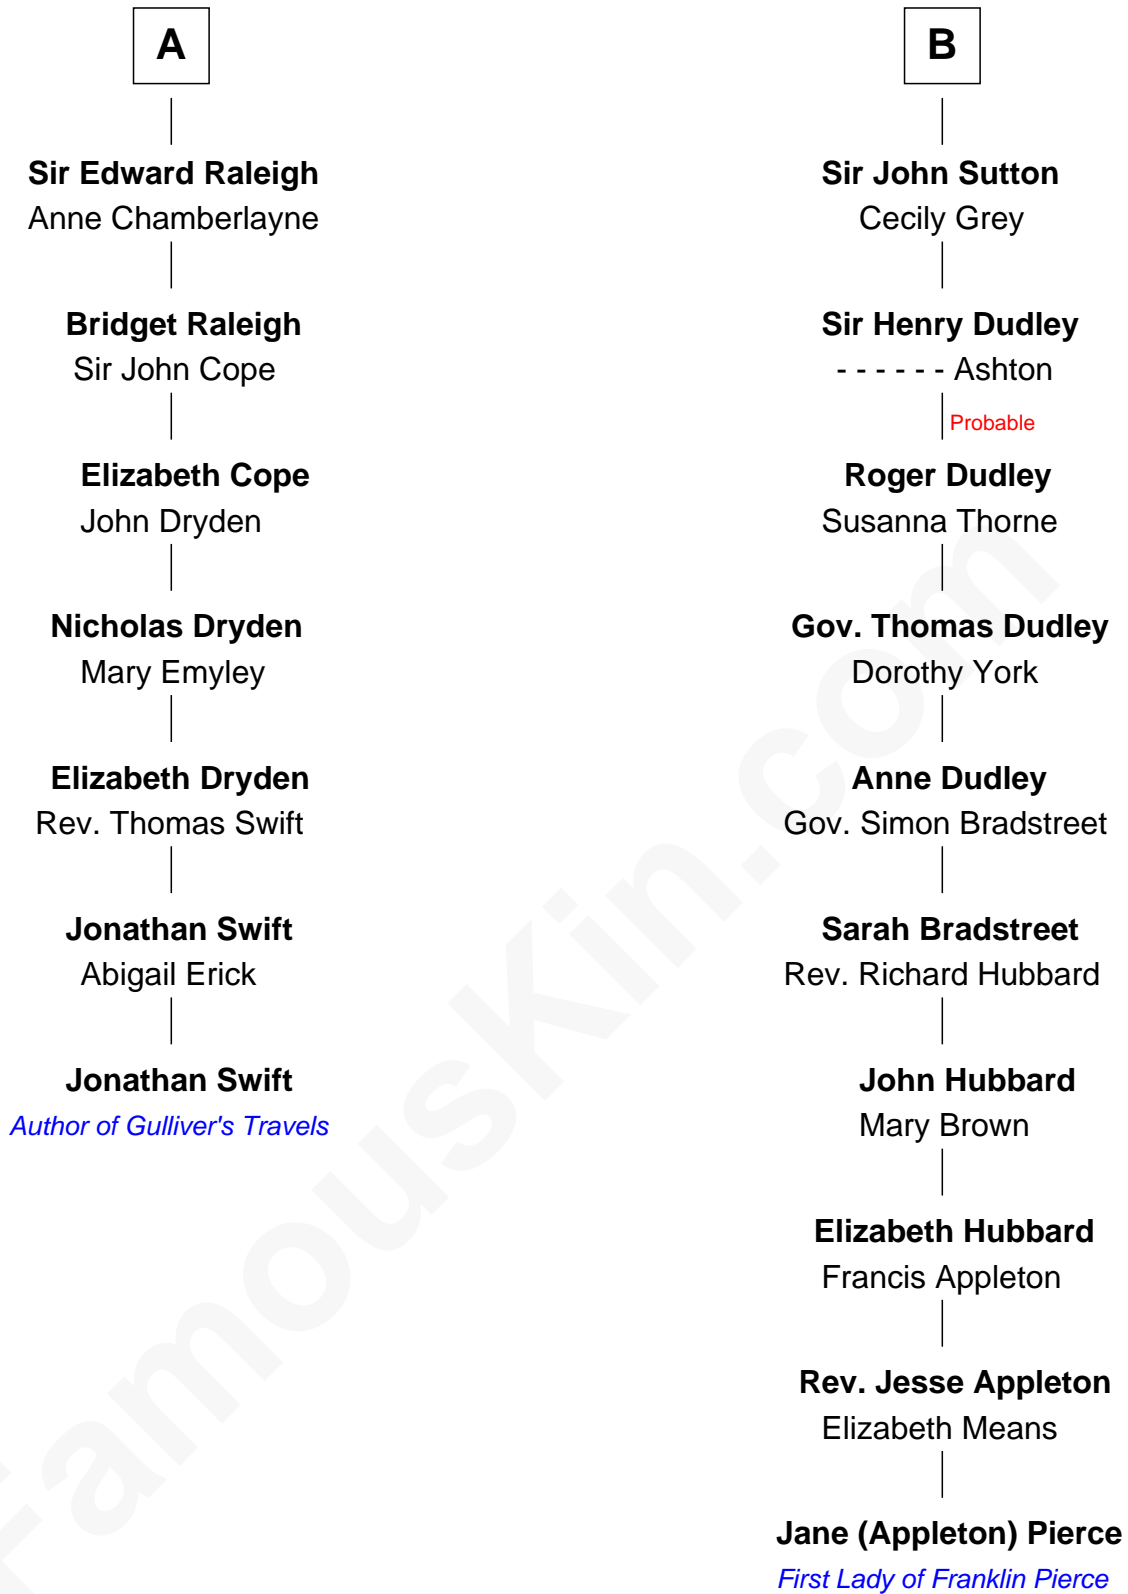 A
Sir Edward Raleigh
Anne Chamberlayne
Bridget Raleigh
Sir John Cope
Elizabeth Cope
John Dryden
Nicholas Dryden
Mary Emyley
Elizabeth Dryden
Rev. Thomas Swift
Jonathan Swift
Abigail Erick
Jonathan Swift
Author of Gulliver's Travels
B
Sir John Sutton
Cecily Grey
Sir Henry Dudley
- - - - - - Ashton
Probable
Roger Dudley
Susanna Thorne
Gov. Thomas Dudley
Dorothy York
Anne Dudley
Gov. Simon Bradstreet
Sarah Bradstreet
Rev. Richard Hubbard
John Hubbard
Mary Brown
Elizabeth Hubbard
Francis Appleton
Rev. Jesse Appleton
Elizabeth Means
Jane (Appleton) Pierce
First Lady of Franklin Pierce
FamousKin.com